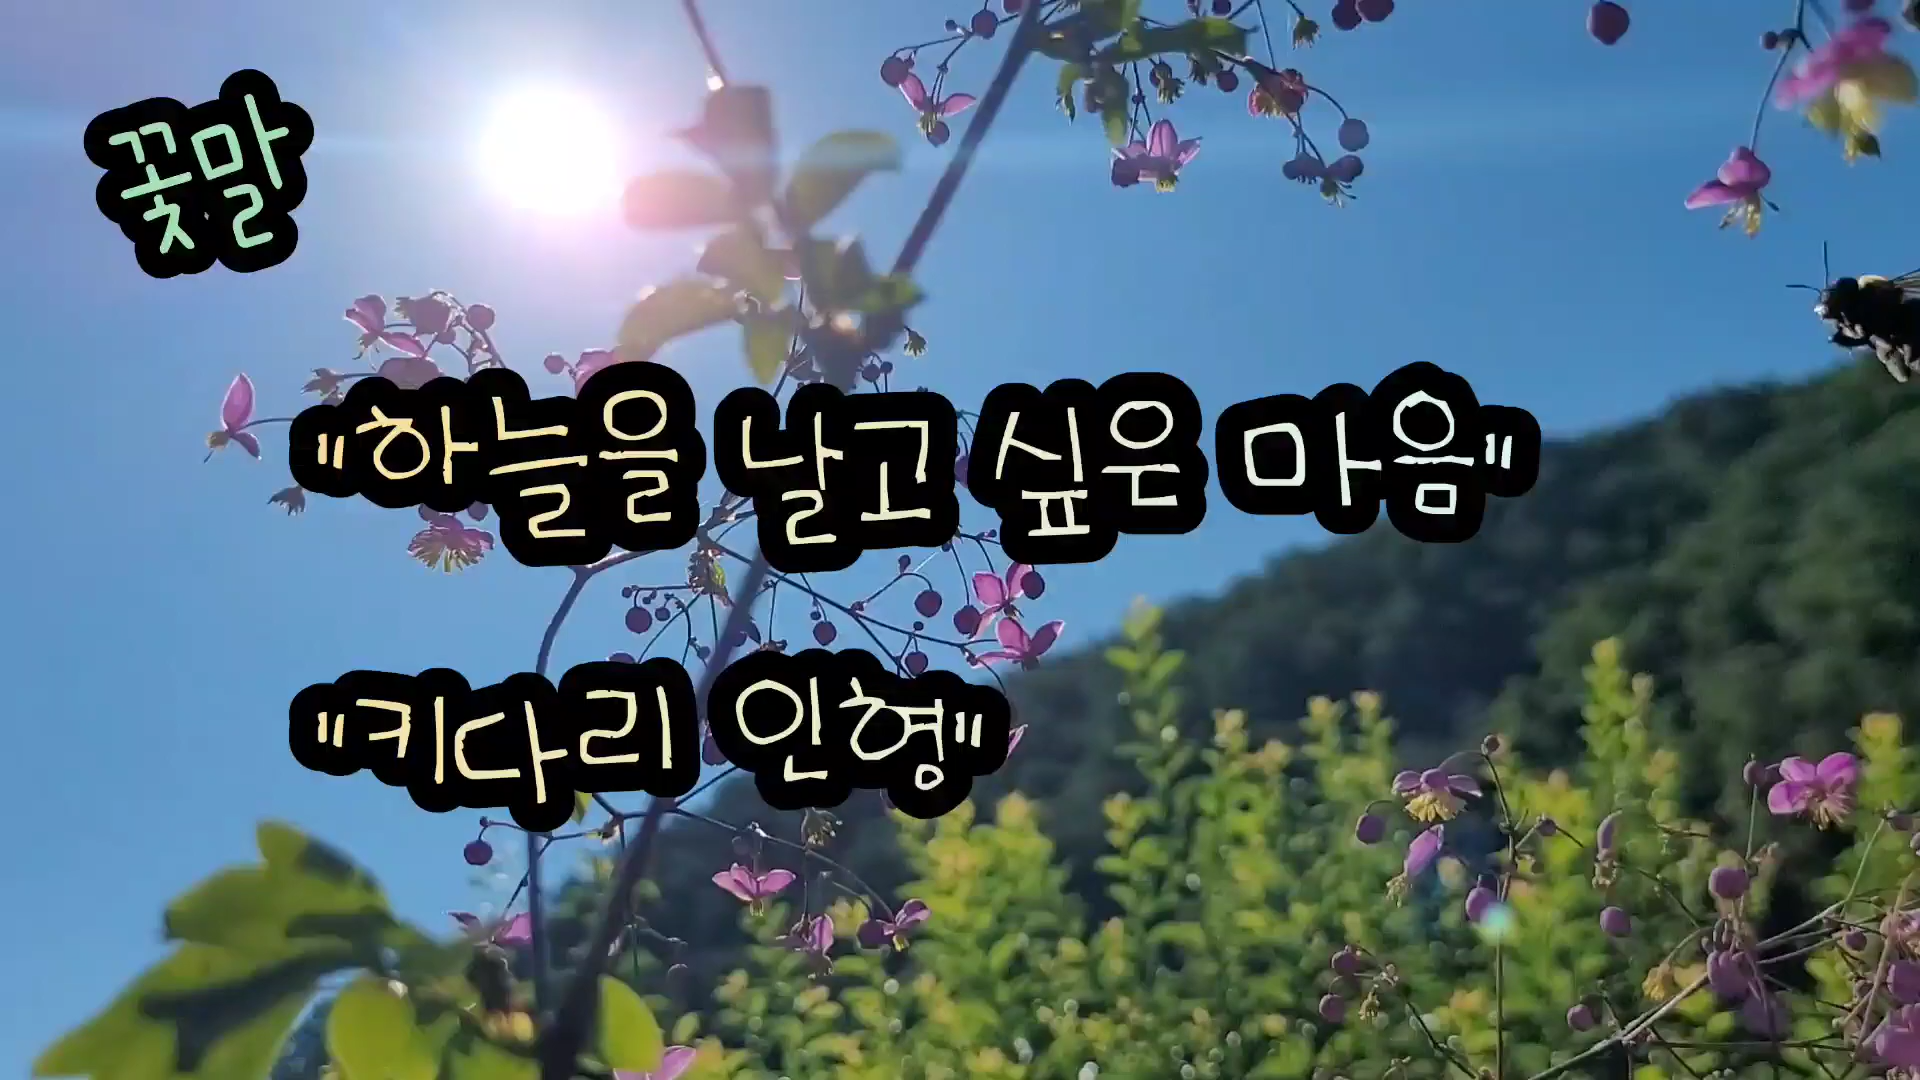 꽃말
"하늘을 날고 싶은 마음"
"키다리 인형"